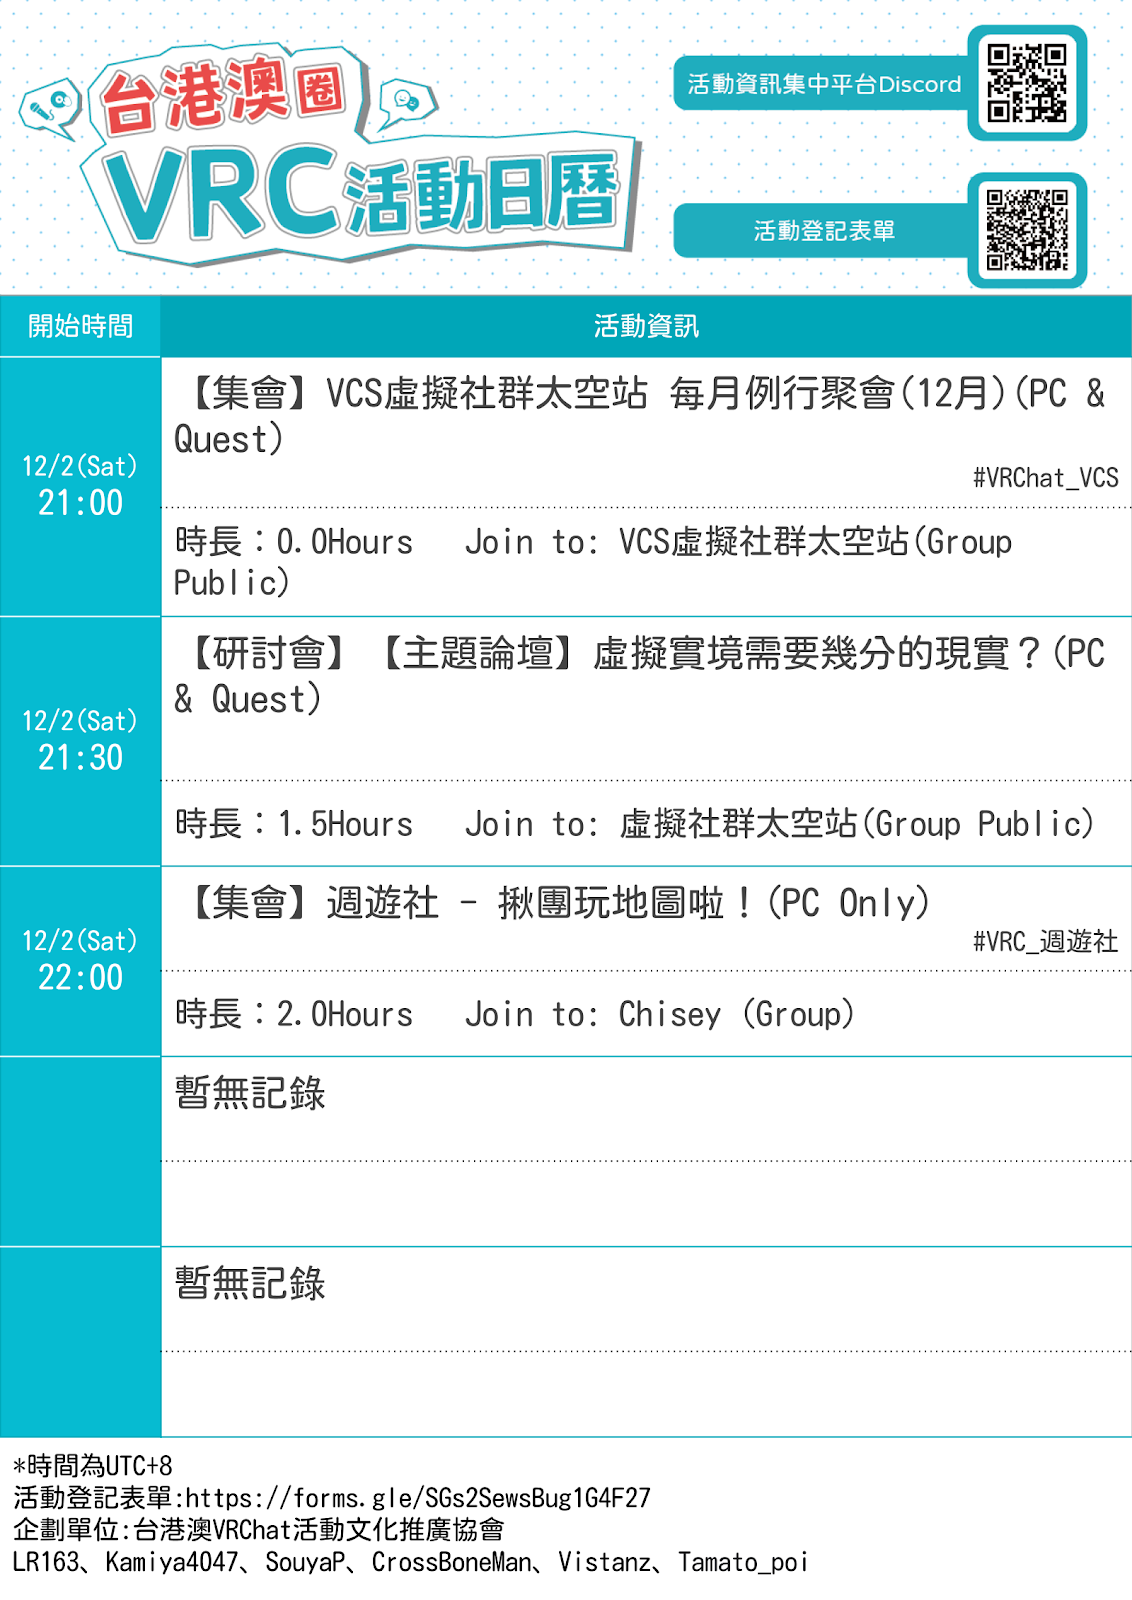 台港澳圈
VRC活動日曆
活動資訊集中平台Discord
活動登記表單
開始時間
活動資訊
12/2(Sat)
21:00
【集會】VCS虛擬社群太空站 每月例行聚會(12月)(PC &
Quest)
#VRChat_VCS
時長：0.0Hours Join to: VCS虛擬社群太空站(Group
Public)
12/2(Sat)
21:30
【研討會】【主題論壇】虛擬實境需要幾分的現實？(PC
& Quest)
時長：1.5Hours Join to: 虛擬社群太空站(Group Public)
12/2(Sat)
22:00
【集會】週遊社 - 揪團玩地圖啦！(PC Only)
#VRC_週遊社
時長：2.0Hours Join to: Chisey (Group)
暫無記錄
暫無記錄
*時間為UTC+8
活動登記表單:https://forms.gle/SGs2SewsBug1G4F27
企劃單位:台港澳VRChat活動文化推廣協會
LR163、Kamiya4047、SouyaP、CrossBoneMan、Vistanz、Tamato_poi